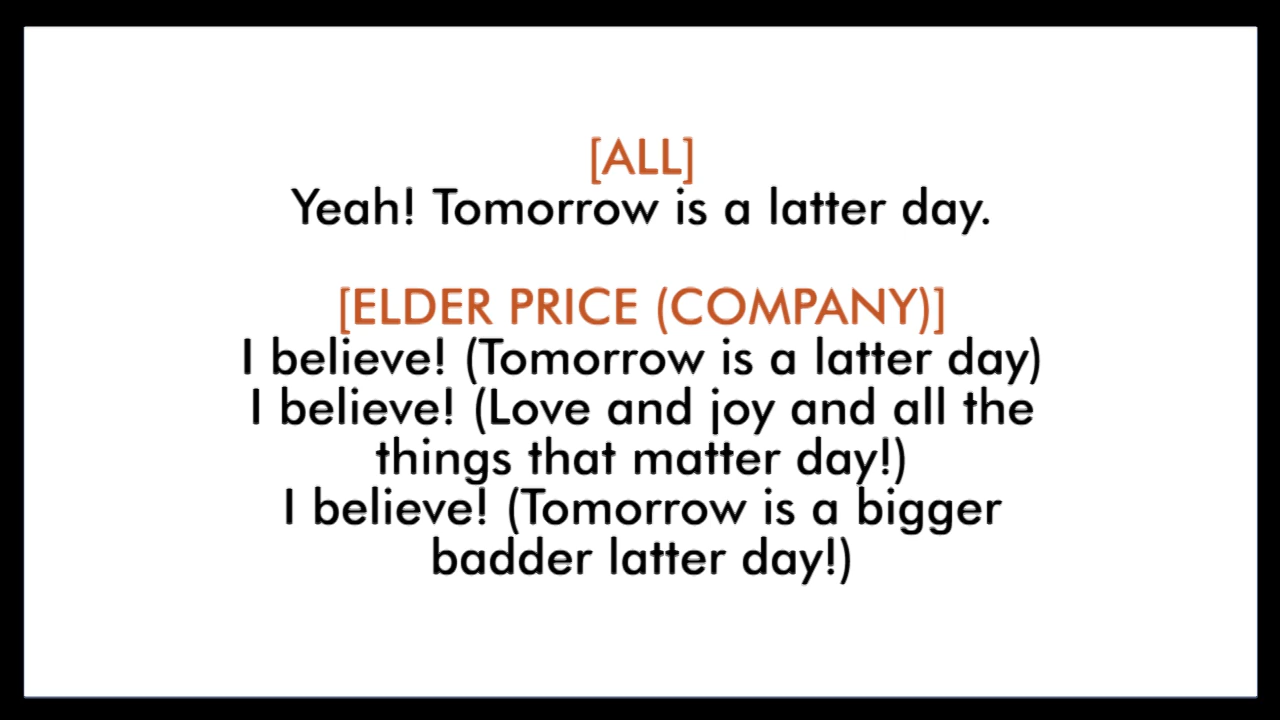 [ALL]
Yeah! Tomorrow is a latter day.
[ELDER PRICE (COMPANY)]
I believe! (Tomorrow is a latter day)
I believe! (Love and joy and all the
things that matter day!)
I believe! (Tomorrow is a bigger
badder latter day!)